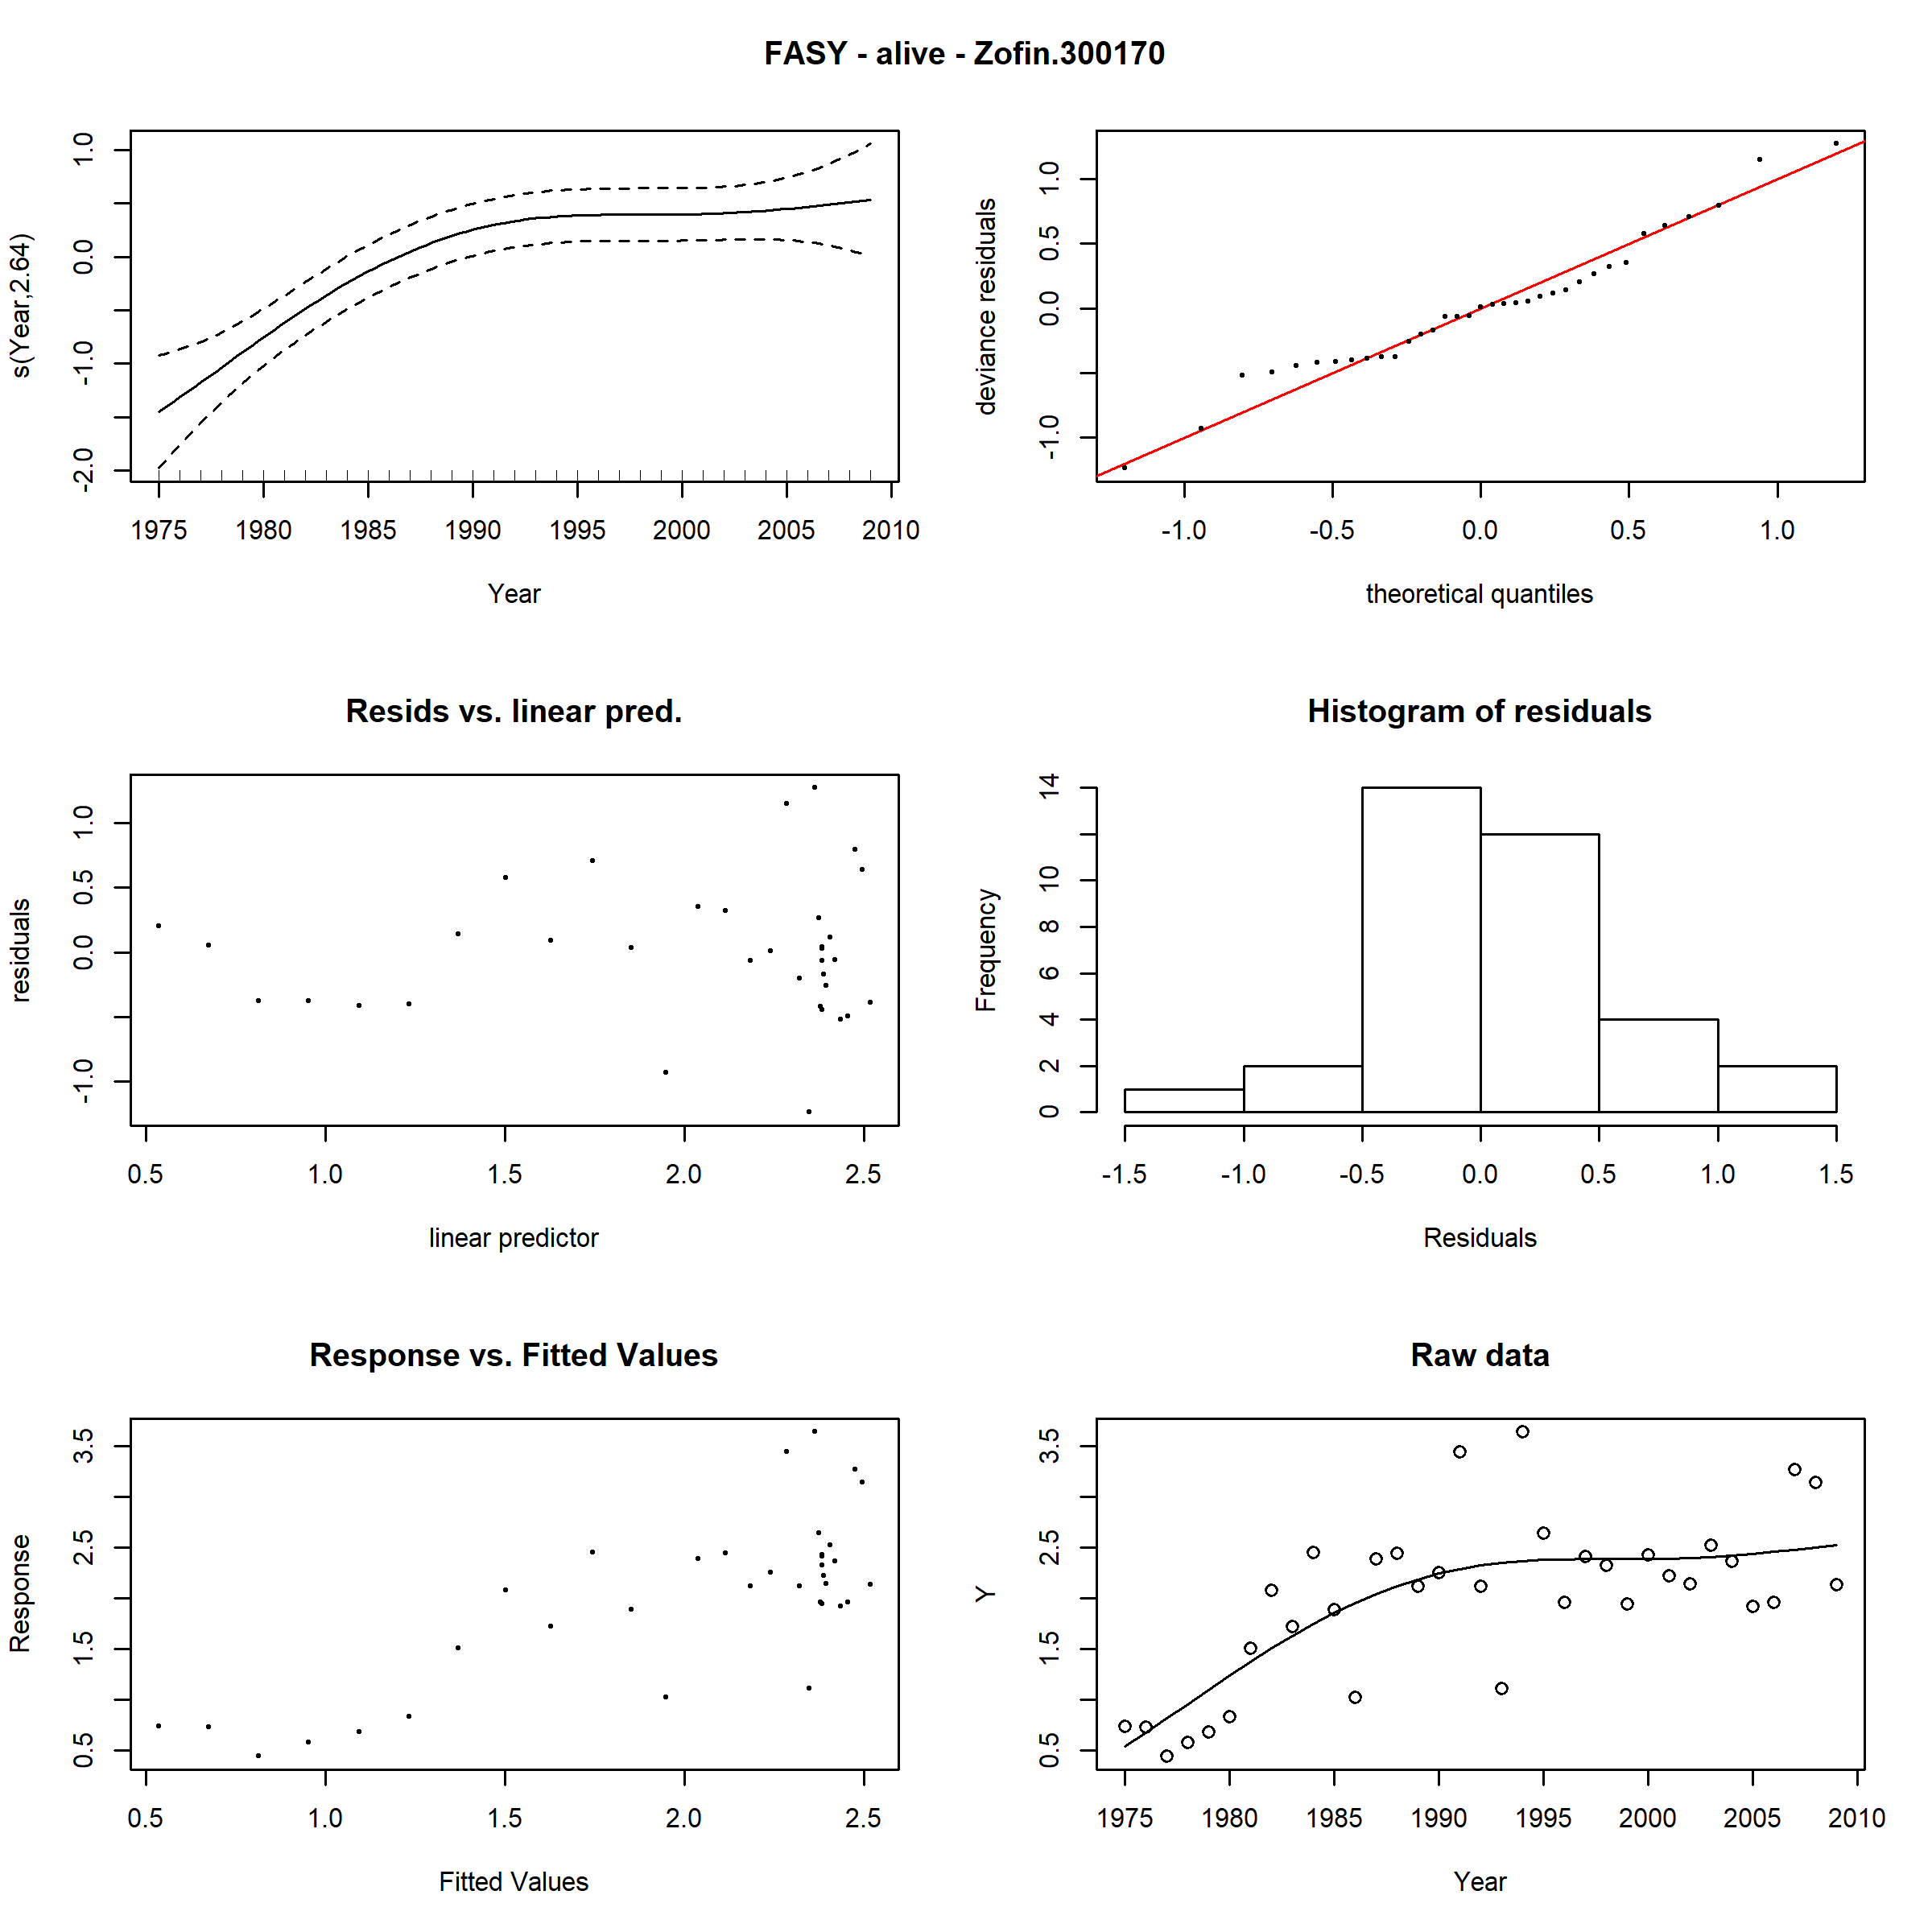 FASY - alive - Zofin.300170
s(Year,2.64)
1.0
0.0
-1.0
-2.0
1975 1980 1985 1990 1995 2000 2005 2010
Year
deviance residuals
1.0
0.5
0.0
-1.0
-1.0 -0.5 0.0 0.5 1.0
theoretical quantiles
Resids vs. linear pred.
residuals
1.0
0.5
0.0
-1.0
0.5 1.0 1.5 2.0 2.5
linear predictor
Histogram of residuals
Frequency
14
10
8
6
4
2
0
-1.5 -1.0 -0.5 0.0 0.5 1.0 1.5
Residuals
Response vs. Fitted Values
Response
3.5
2.5
1.5
0.5
0.5 1.0 1.5 2.0 2.5
Fitted Values
Raw data
Y
3.5
2.5
1.5
0.5
1975 1980 1985 1990 1995 2000 2005 2010
Year